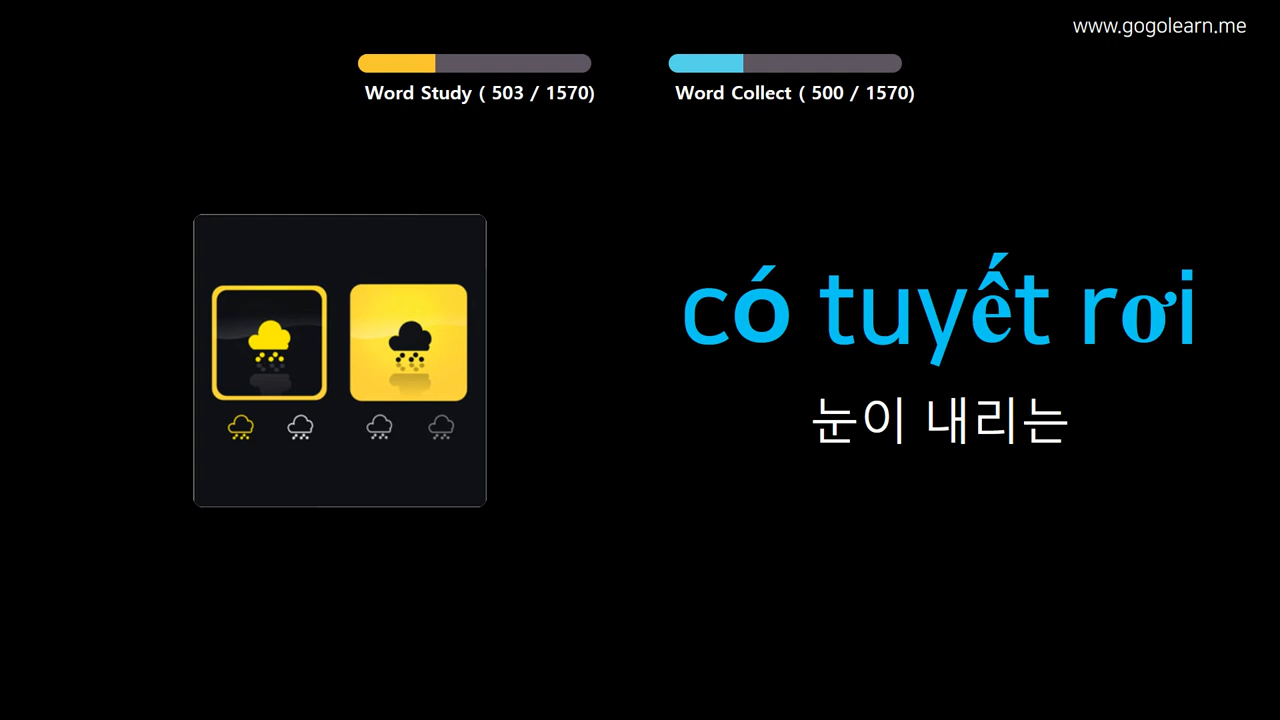 www.gogolearn.me
Word Study ( 503 / 1570)
Word Collect ( 500 / 1570)
có tuyết rơi
눈이 내리는